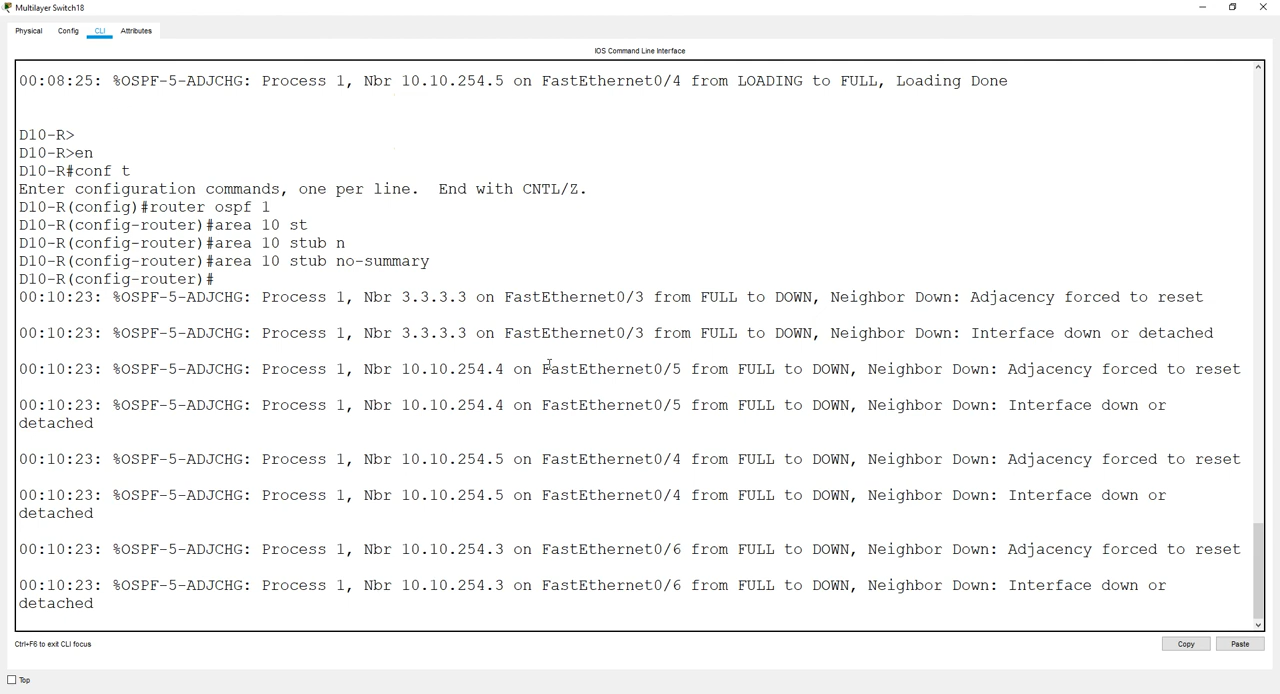 Multilayer Switch18
Physical Config CLI Attributes
IOS Command Line Interface
00:08:25: %OSPF-5-ADJCHG: Process 1, Nbr 10.10.254.5 on FastEthernet0/4 from LOADING to FULL, Loading Done
D10-R>
D10-R>en
D10-R#conf t
Enter configuration commands, one per line.  End with CNTL/Z.
D10-R(config)#router ospf 1
D10-R(config-router)#area 10 st
D10-R(config-router)#area 10 stub n
D10-R(config-router)#area 10 stub no-summary
D10-R(config-router)#
00:10:23: %OSPF-5-ADJCHG: Process 1, Nbr 3.3.3.3 on FastEthernet0/3 from FULL to DOWN, Neighbor Down: Adjacency forced to reset
00:10:23: %OSPF-5-ADJCHG: Process 1, Nbr 3.3.3.3 on FastEthernet0/3 from FULL to DOWN, Neighbor Down: Interface down or detached
00:10:23: %OSPF-5-ADJCHG: Process 1, Nbr 10.10.254.4 on FastEthernet0/5 from FULL to DOWN, Neighbor Down: Adjacency forced to reset
00:10:23: %OSPF-5-ADJCHG: Process 1, Nbr 10.10.254.4 on FastEthernet0/5 from FULL to DOWN, Neighbor Down: Interface down or
detached
00:10:23: %OSPF-5-ADJCHG: Process 1, Nbr 10.10.254.5 on FastEthernet0/4 from FULL to DOWN, Neighbor Down: Adjacency forced to reset
00:10:23: %OSPF-5-ADJCHG: Process 1, Nbr 10.10.254.5 on FastEthernet0/4 from FULL to DOWN, Neighbor Down: Interface down or
detached
00:10:23: %OSPF-5-ADJCHG: Process 1, Nbr 10.10.254.3 on FastEthernet0/6 from FULL to DOWN, Neighbor Down: Adjacency forced to reset
00:10:23: %OSPF-5-ADJCHG: Process 1, Nbr 10.10.254.3 on FastEthernet0/6 from FULL to DOWN, Neighbor Down: Interface down or
detached
Ctrl+F6 to exit CLI focus
Copy Paste
Top